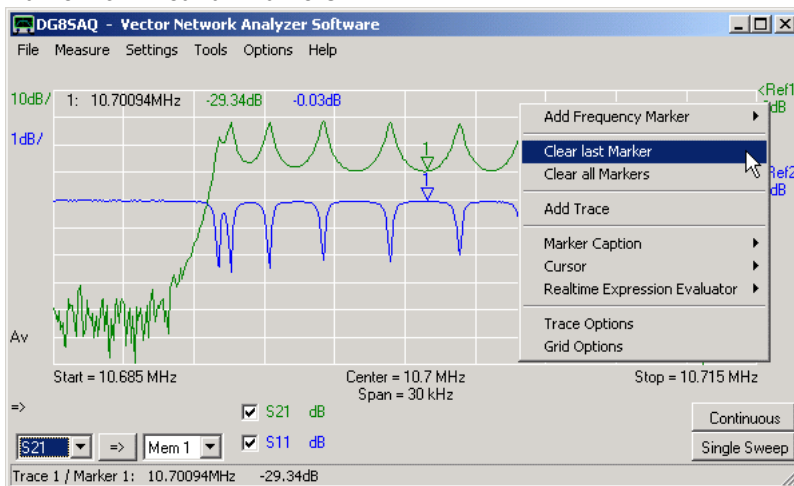 DG8SAQ - Vector Network Analyzer Software
File Measure Settings Tools Options Help
10dB/ 1: 10.70094MHz -29.34dB -0.03dB <Ref1
dB
1dB/
Ref2
dB
Add Frequency Marker
Clear last Marker
Clear all Markers
Add Trace
Marker Caption
Cursor
Realtime Expression Evaluator
Trace Options
Grid Options
1
1
Av
Start = 10.685 MHz Center = 10.7 MHz Stop = 10.715 MHz
Span = 30 kHz
=> S21 dB Continuous
S21 => Mem 1 S11 dB Single Sweep
Trace 1 / Marker 1: 10.70094MHz -29.34dB